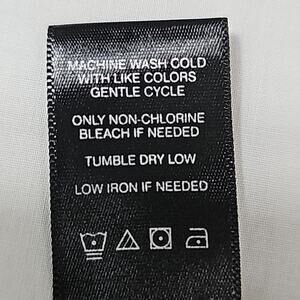 MACHINE WASH COLD
WITH LIKE COLORS
GENTLE CYCLE
ONLY NON-CHLORINE
BLEACH IF NEEDED
TUMBLE DRY LOW
LOW IRON IF NEEDED